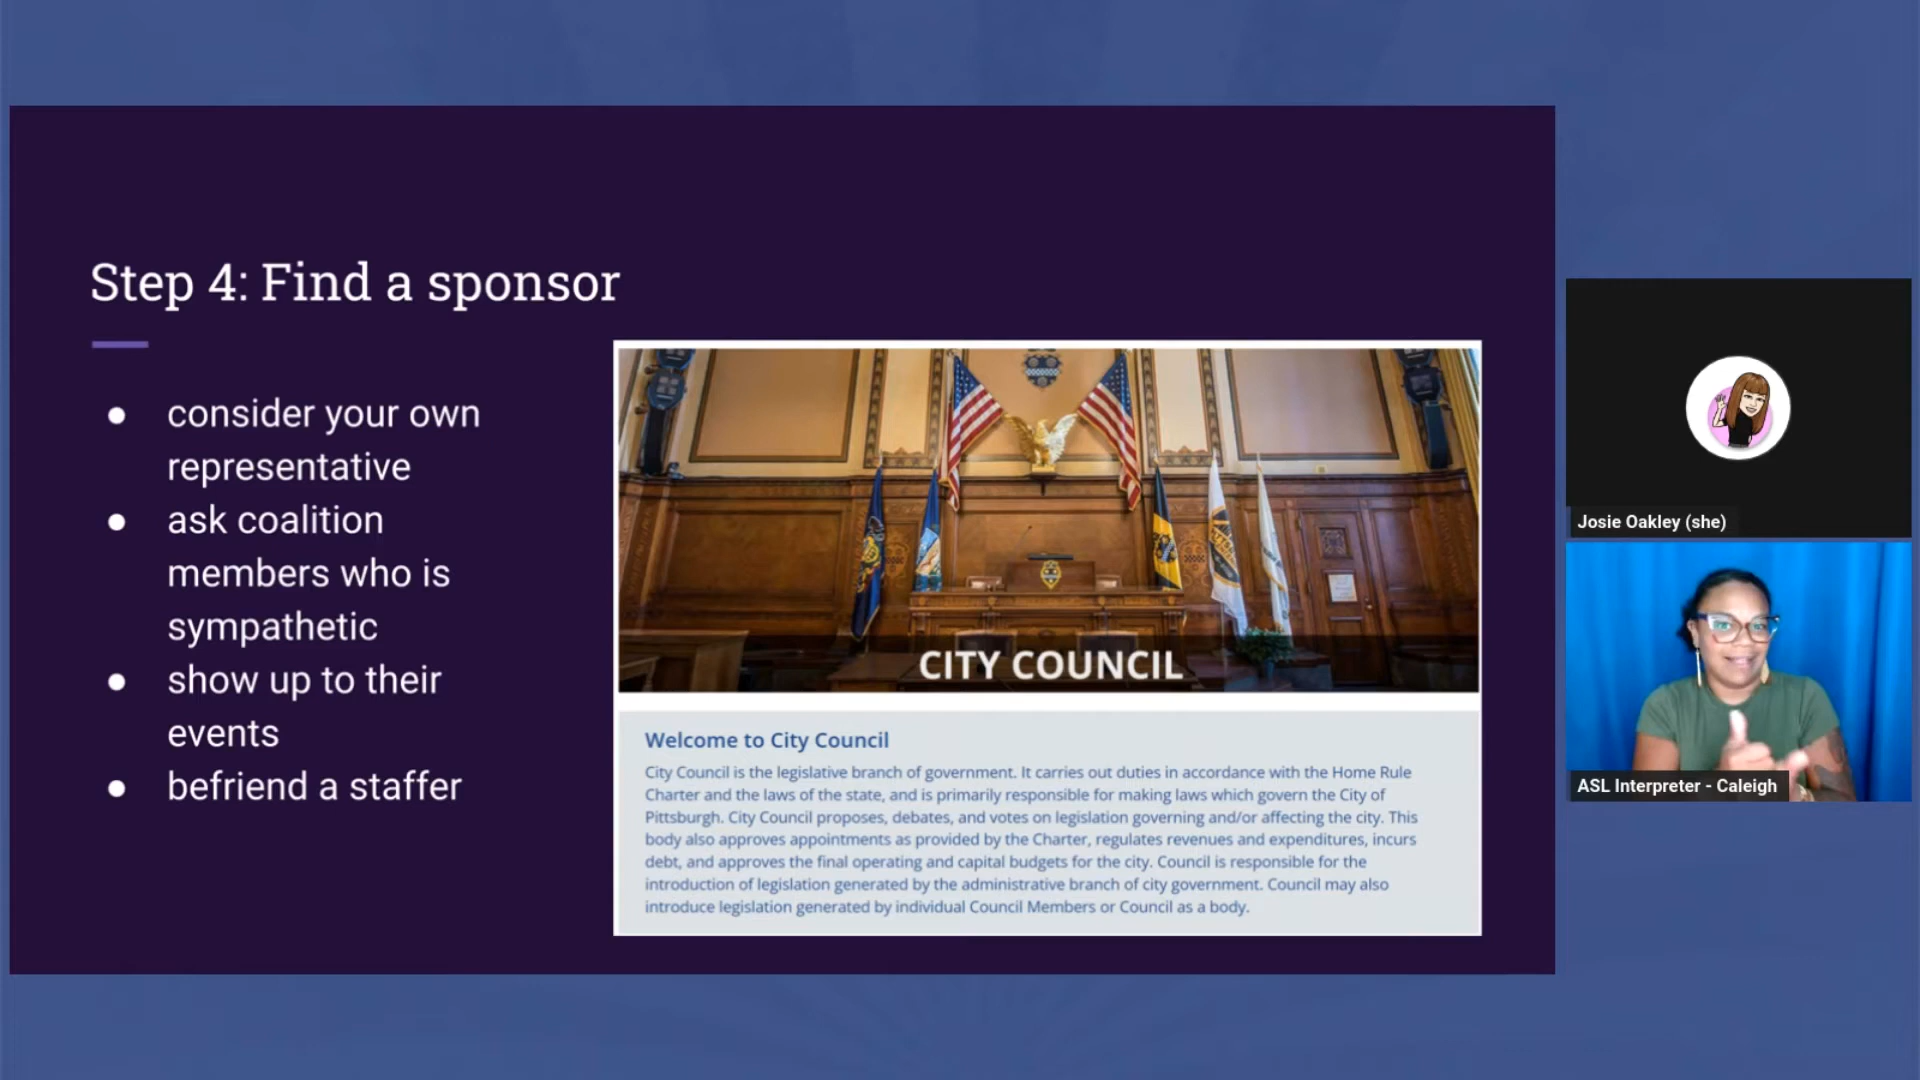 Step 4: Find a sponsor
● consider your own
representative
● ask coalition
members who is
sympathetic
● show up to their
events
● befriend a staffer
CITY COUNCIL
Welcome to City Council
City Council is the legislative branch of government. It carries out duties in accordance with the Home Rule
Charter and the laws of the state, and is primarily responsible for making laws which govern the City of
Pittsburgh. City Council proposes, debates, and votes on legislation governing and/or affecting the city. This
body also approves appointments as provided by the Charter, regulates revenues and expenditures, incurs
debt, and approves the final operating and capital budgets for the city. Council is responsible for the
introduction of legislation generated by the administrative branch of city government. Council may also
introduce legislation generated by individual Council Members or Council as a body.
Josie Oakley (she)
ASL Interpreter - Caleigh